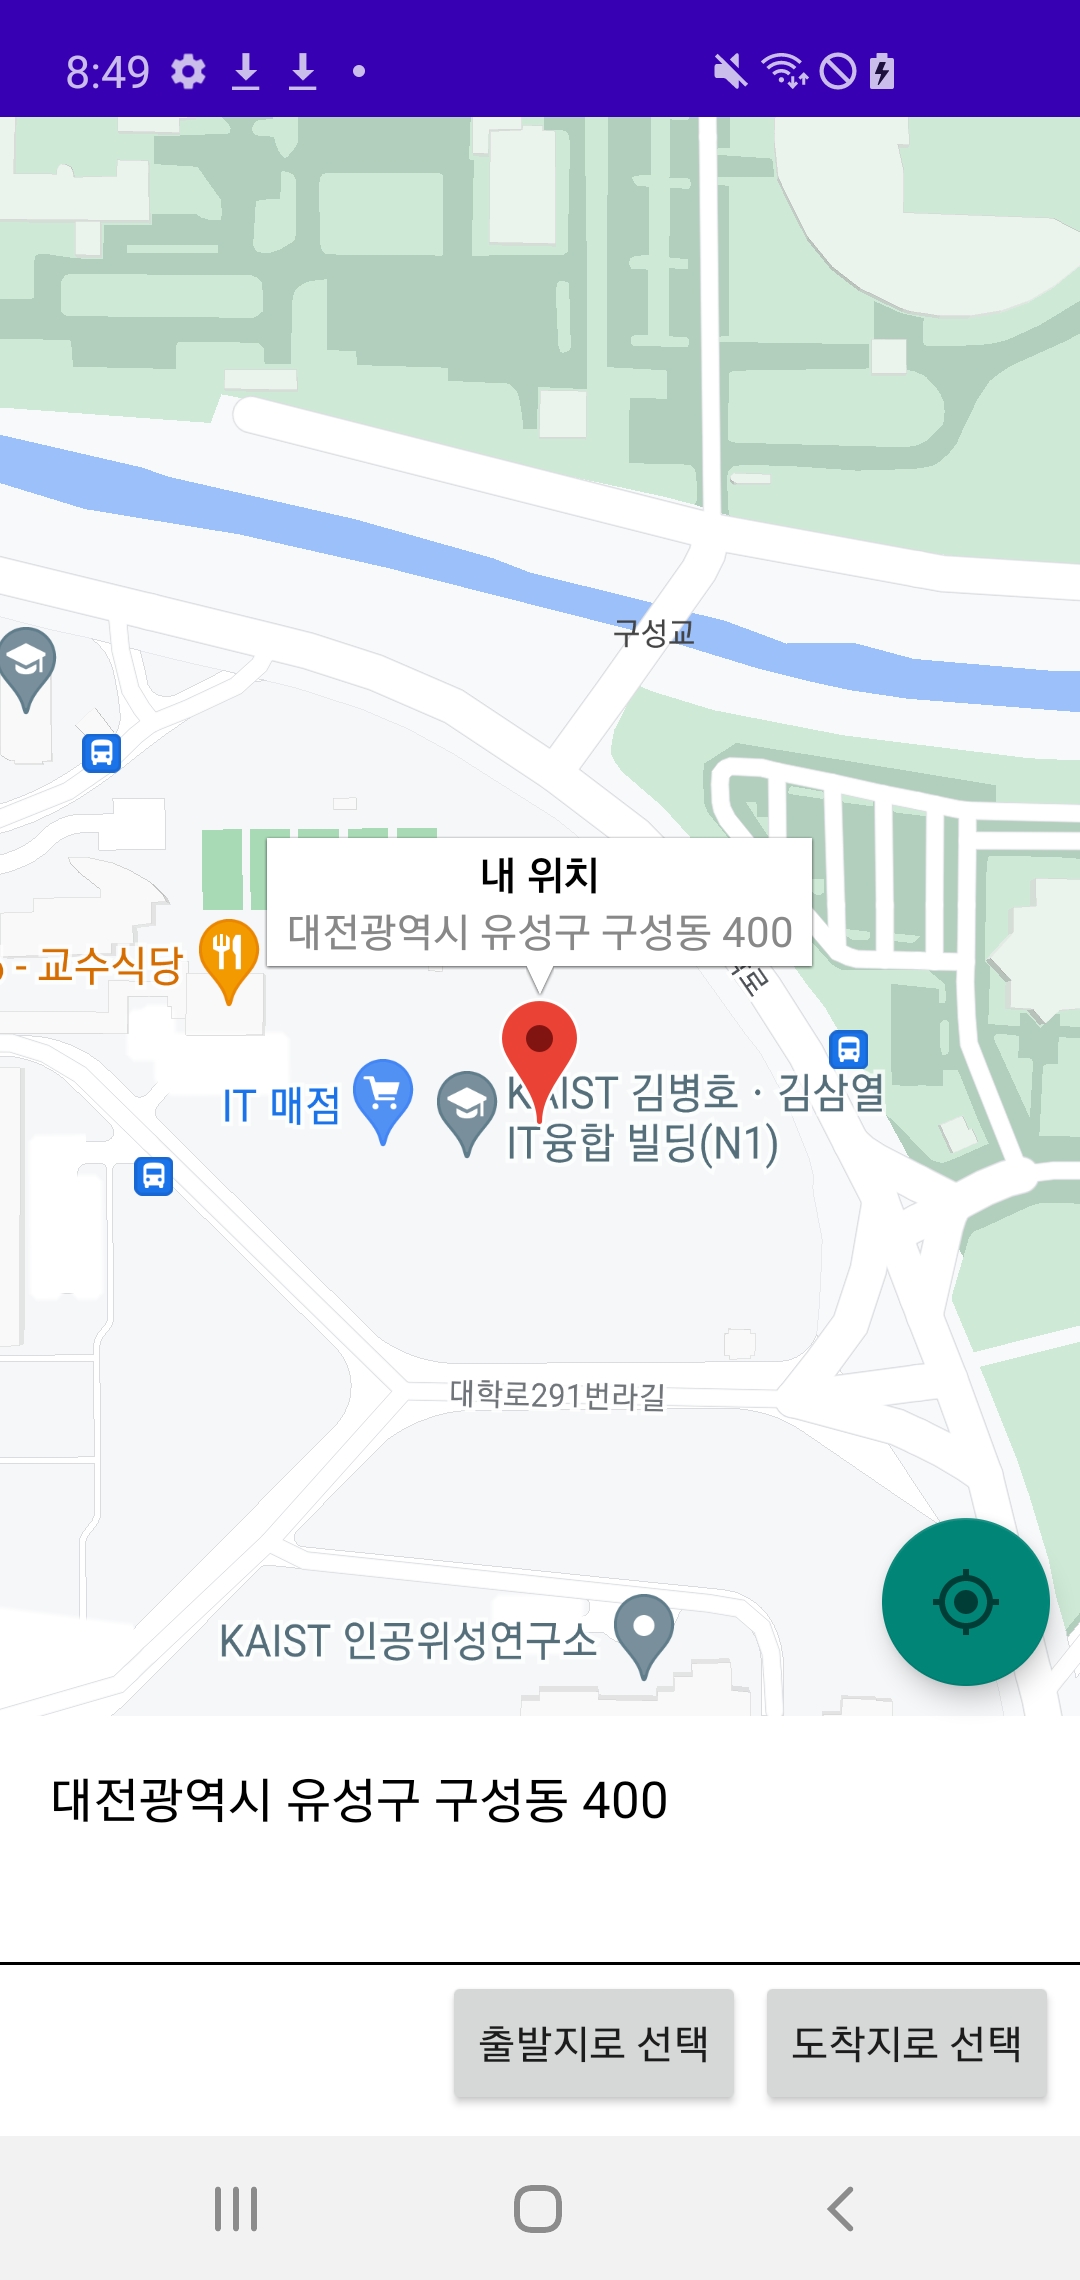 8:49
구성교
내 위치
대전광역시 유성구 구성동 400
- 교수식당
IT 매점
KAIST 김병호 · 김삼열
IT융합 빌딩(N1)
대학로291번라길
KAIST 인공위성연구소
대전광역시 유성구 구성동 400
출발지로 선택
도착지로 선택